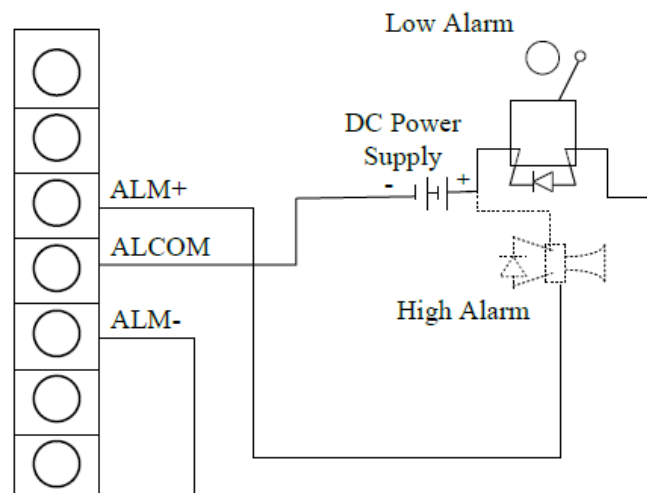 Low Alarm
DC Power
Supply
- +
ALM+
ALCOM
High Alarm
ALM-